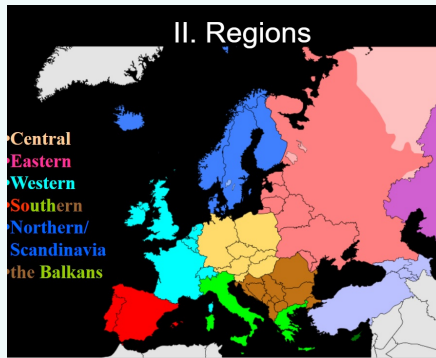 II. Regions
•Central
•Eastern
•Western
•Southern
•Northern/
Scandinavia
•the Balkans